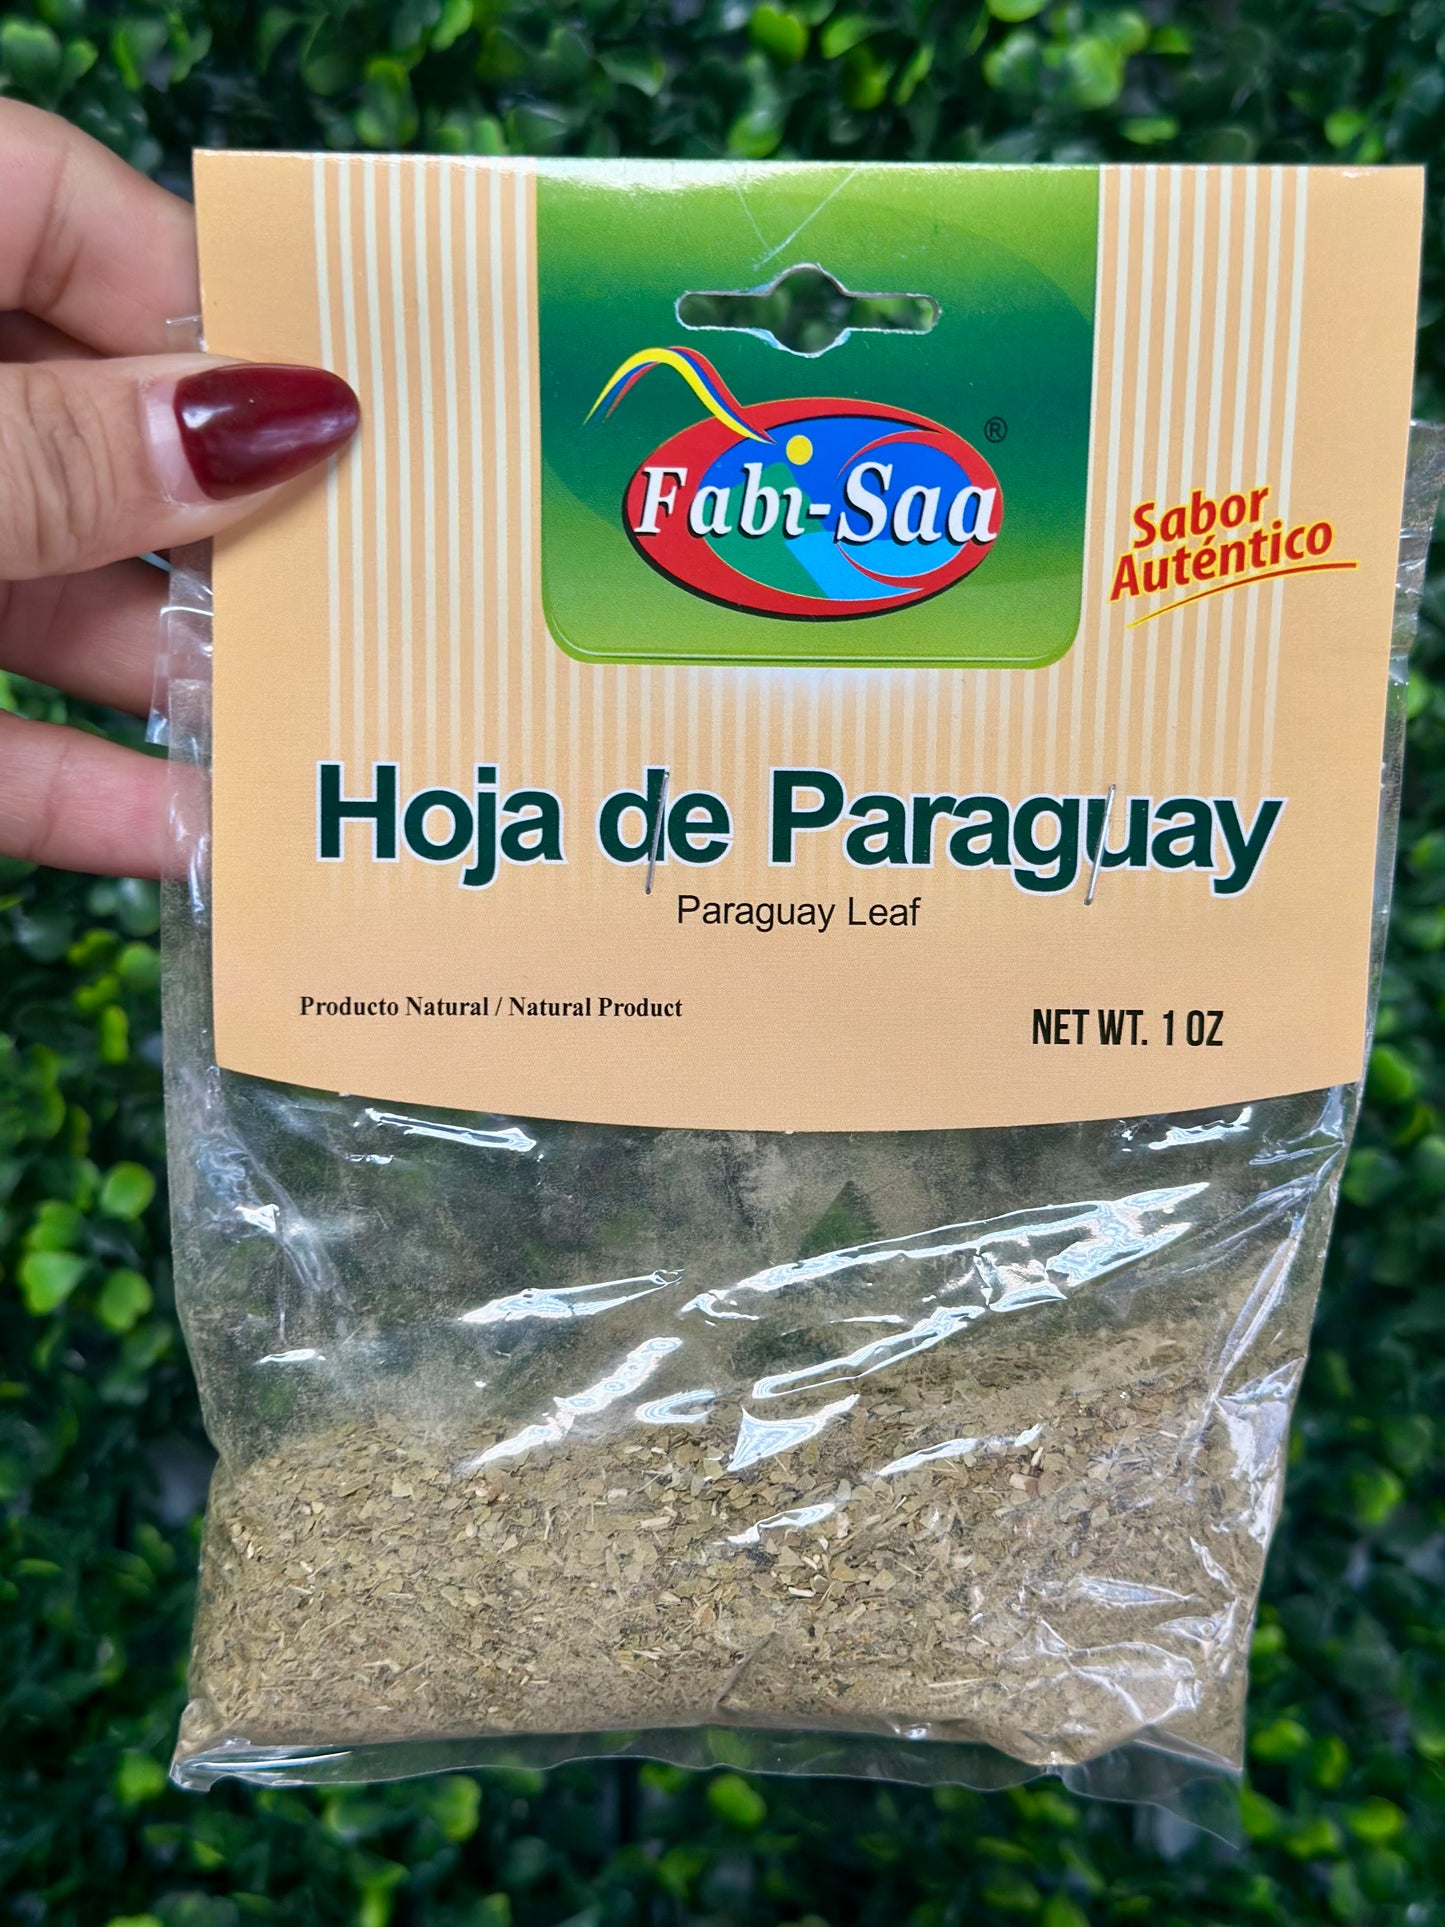 Fabi-Saa ®
Sabor
Auténtico
Hoja de Paraguay
Paraguay Leaf
Producto Natural / Natural Product
NET WT. 1 OZ